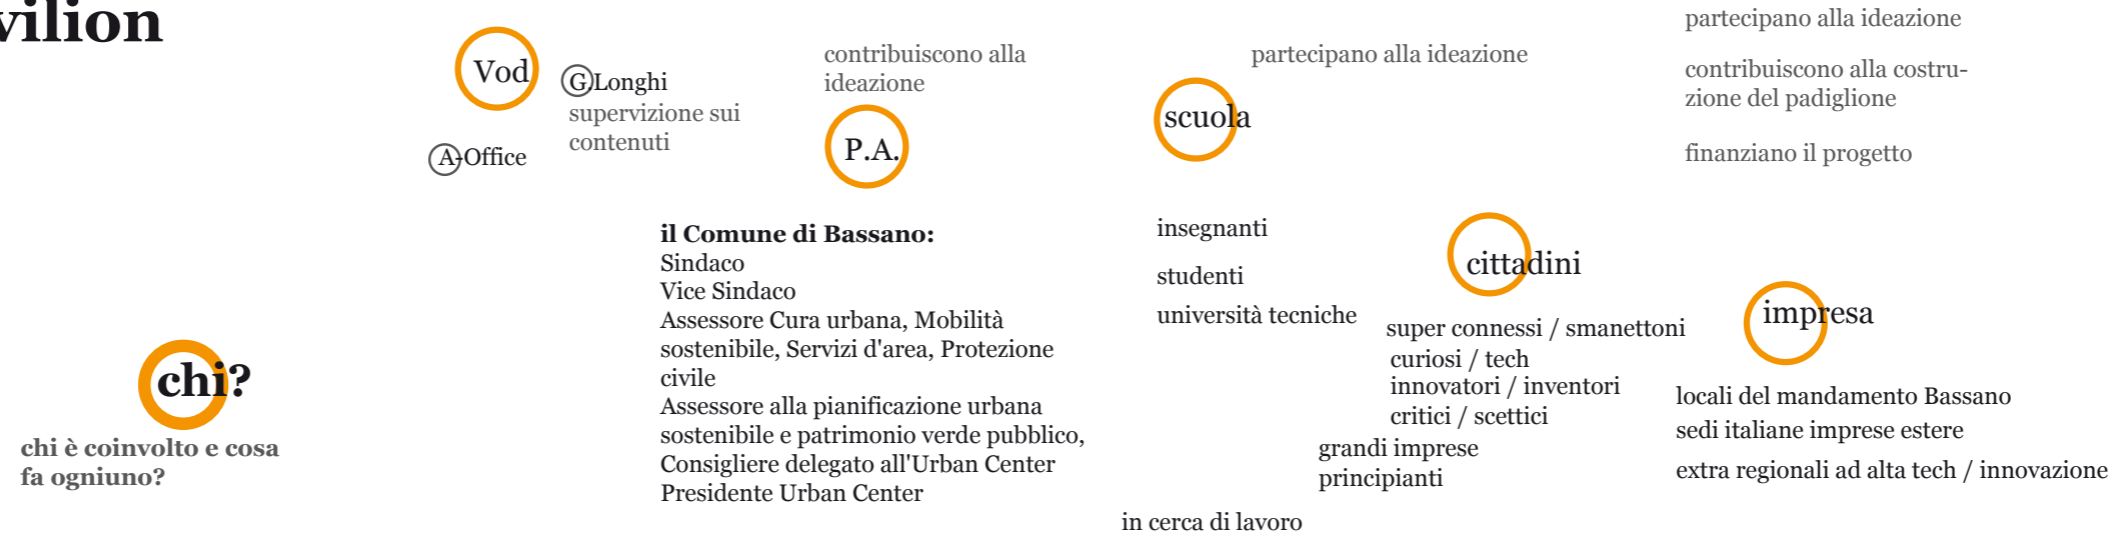 vilion
Vod
G.Longhi
supervizione sui
contenuti
A-Office
contribuiscono alla
ideazione
P.A.
il Comune di Bassano:
Sindaco
Vice Sindaco
Assessore Cura urbana, Mobilità
sostenibile, Servizi d'area, Protezione
civile
Assessore alla pianificazione urbana
sostenibile e patrimonio verde pubblico,
Consigliere delegato all'Urban Center
Presidente Urban Center
chi?
chi è coinvolto e cosa
fa ogniuno?
partecipano alla ideazione
scuola
insegnanti
studenti
università tecniche
cittadini
super connessi / smanettoni
curiosi / tech
innovatori / inventori
critici / scettici
grandi imprese
principianti
in cerca di lavoro
partecipano alla ideazione
contribuiscono alla costru-
zione del padiglione
finanziano il progetto
impresa
locali del mandamento Bassano
sedi italiane imprese estere
extra regionali ad alta tech / innovazione